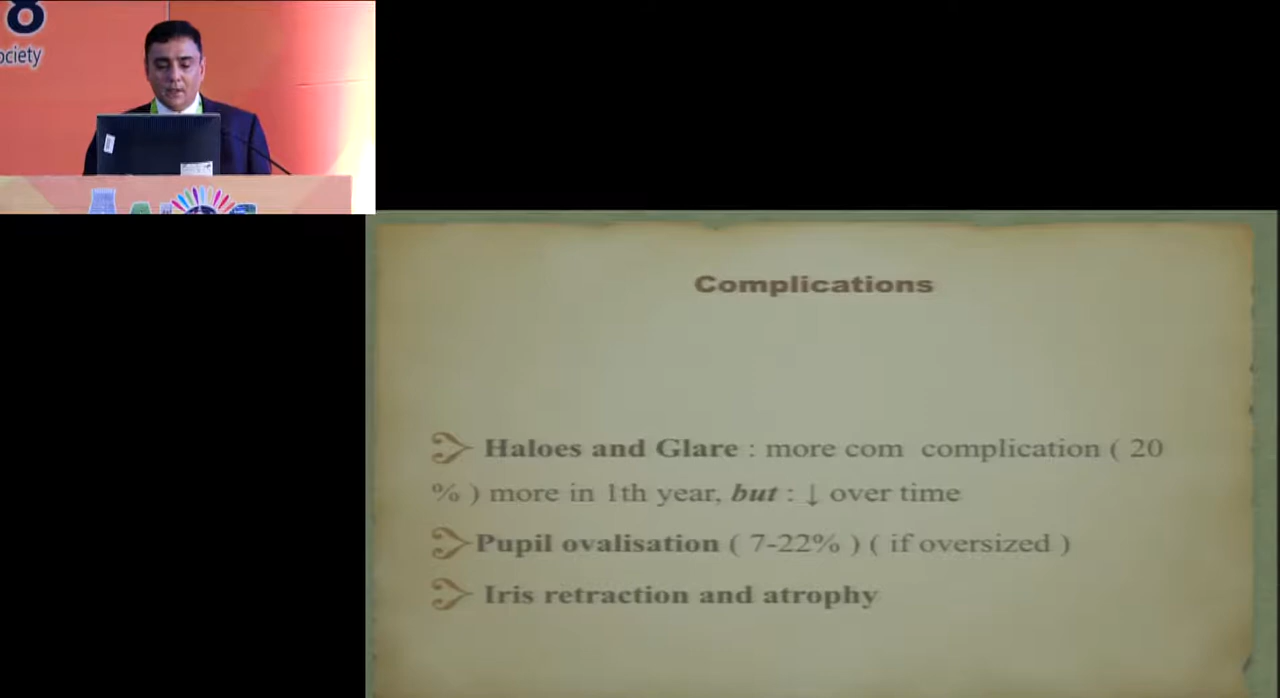 8
ociety
Complications
Haloes and Glare : more com complication ( 20
% ) more in 1th year, but : ↓ over time
Pupil ovalisation ( 7-22% ) ( if oversized )
Iris retraction and atrophy